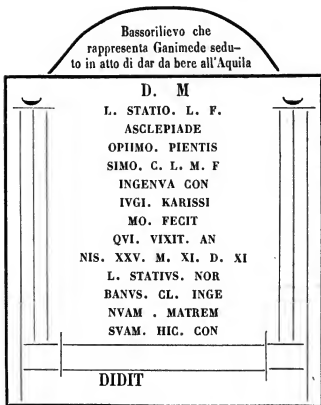 Bassorilievo che
rappresenta Ganimede sedu-
to in atto di dar da bere all'Aquila
D. M
L. STATIO. L. F.
ASCLEPIADE
OPIIMO. PIENTIS
SIMO. C. L. M. F
INGENVA CON
IVGI. KARISSI
MO. FECIT
QVI. VIXIT. AN
NIS. XXV. M. XI. D. XI
L. STATIVS. NOR
BANVS. CL. INGE
NVAM . MATREM
SVAM. HIC. CON
DIDIT